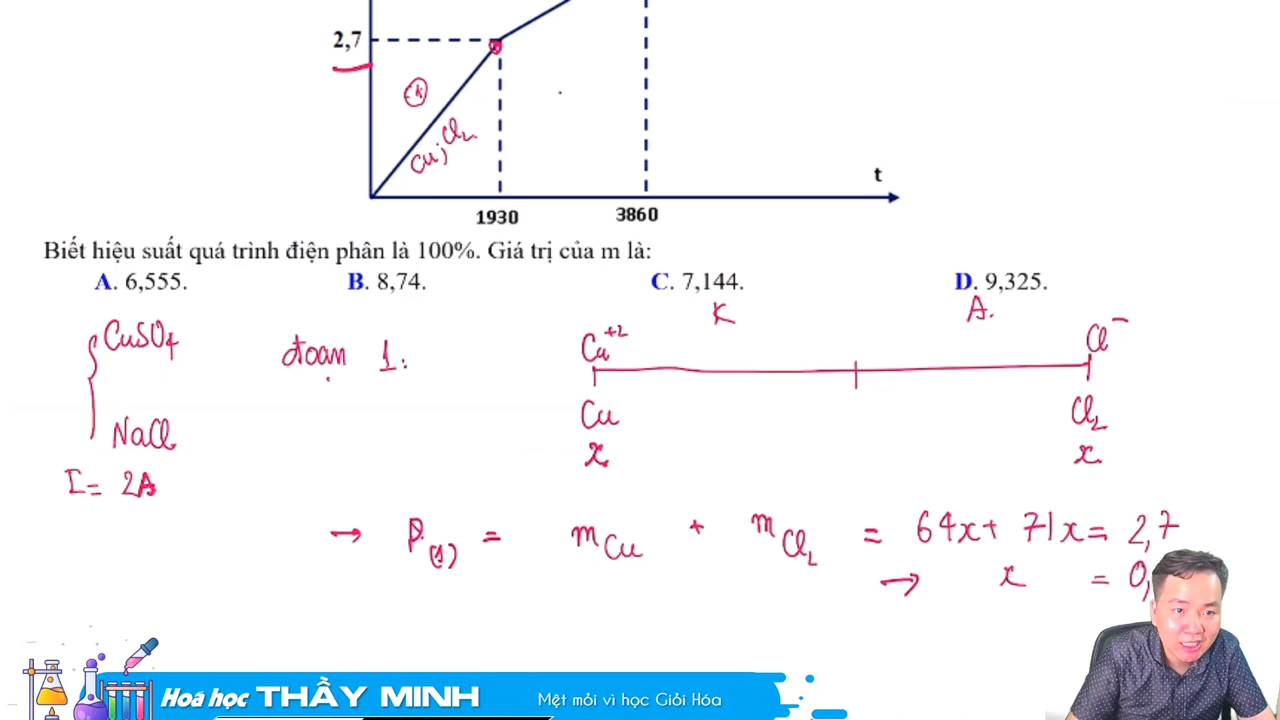 2,7
k
Cu; Cl2
t
1930
3860
Biết hiệu suất quá trình điện phân là 100%. Giá trị của m là:
A. 6,555. B. 8,74. C. 7,144. D. 9,325.
K A.
CuSO4 đoạn 1: Cu+2 Cl-
Cu Cl2
NaCl x x
I = 2A
→ P(1) = mCu + mCl2 = 64x + 71x = 2,7
→ x = 0,
Hoá học THẦY MINH Mệt mỏi vì học Giỏi Hóa